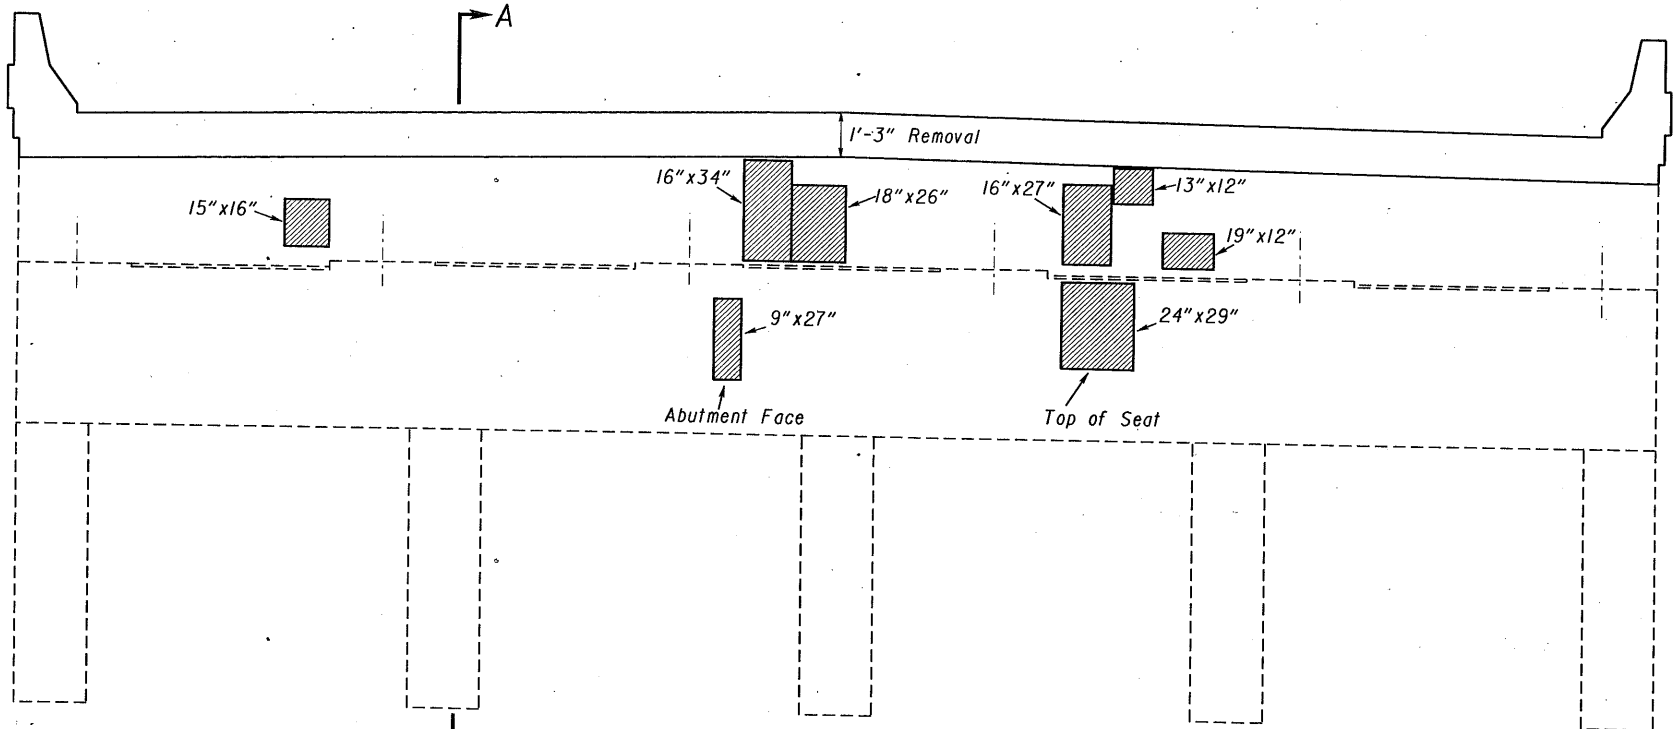 A
1'-3" Removal
16"x34"
18"x26"
16"x27"
13"x12"
15"x16"
19"x12"
9"x27"
24"x29"
Abutment Face
Top of Seat